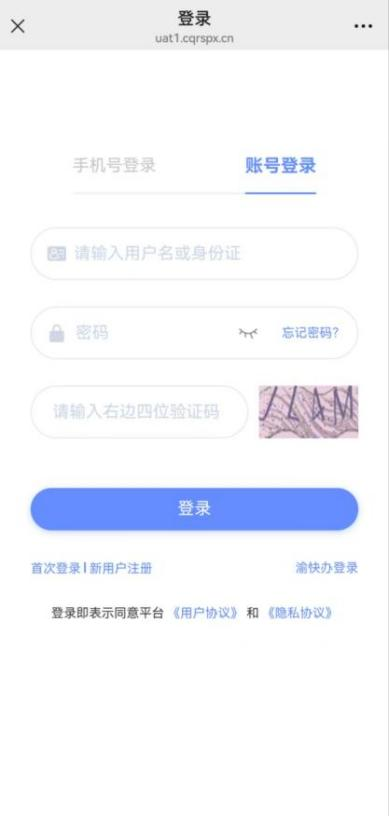 登录
uat1.cqrspx.cn
手机号登录 账号登录
请输入用户名或身份证
密码 忘记密码?
请输入右边四位验证码
登录
首次登录|新用户注册 渝快办登录
登录即表示同意平台《用户协议》和《隐私协议》